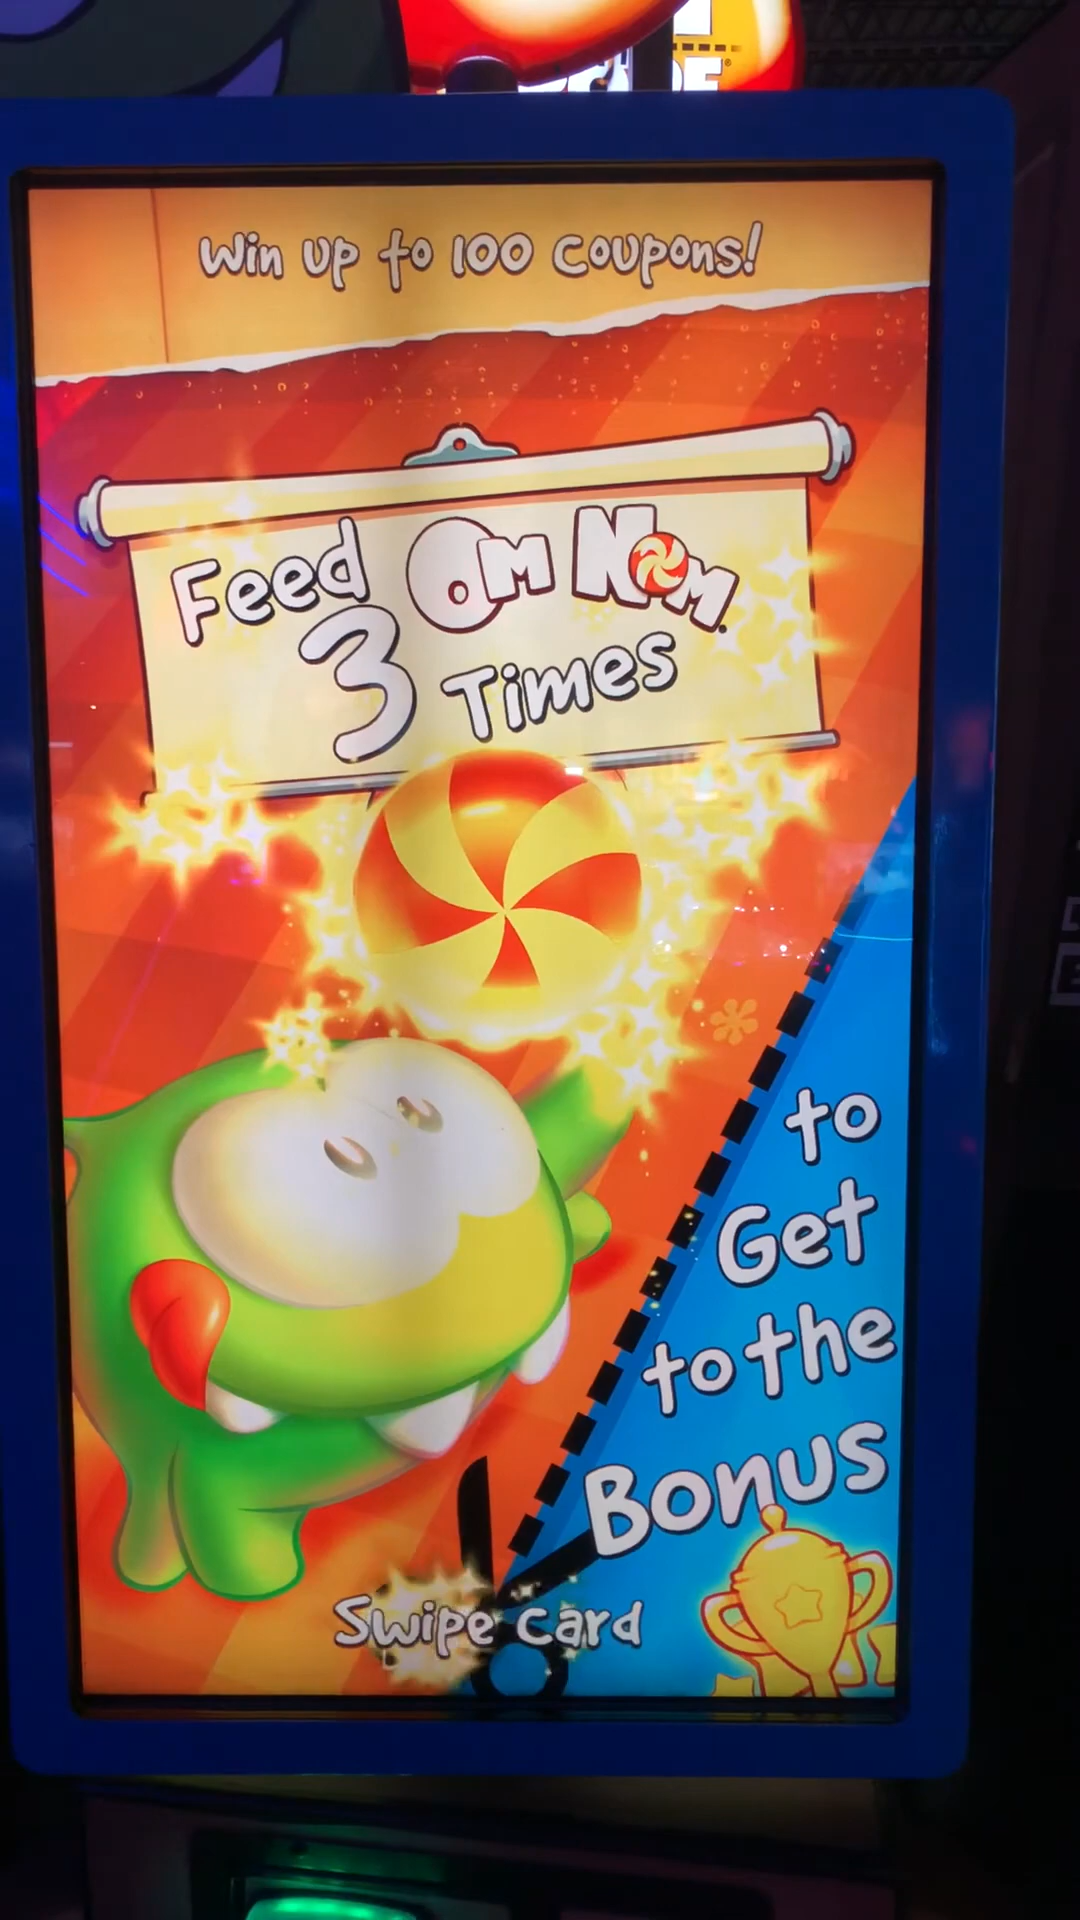 Win up to 100 coupons!
Feed OM NOM
3 Times
to
Get
to the
Bonus
Swipe card